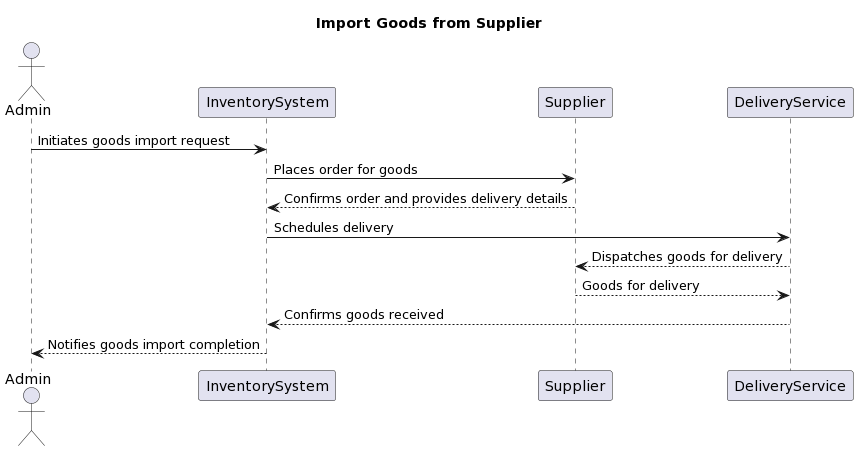 Import Goods from Supplier
Admin
InventorySystem
Supplier
DeliveryService
Initiates goods import request
Places order for goods
Confirms order and provides delivery details
Schedules delivery
Dispatches goods for delivery
Goods for delivery
Confirms goods received
Notifies goods import completion
Admin
InventorySystem
Supplier
DeliveryService